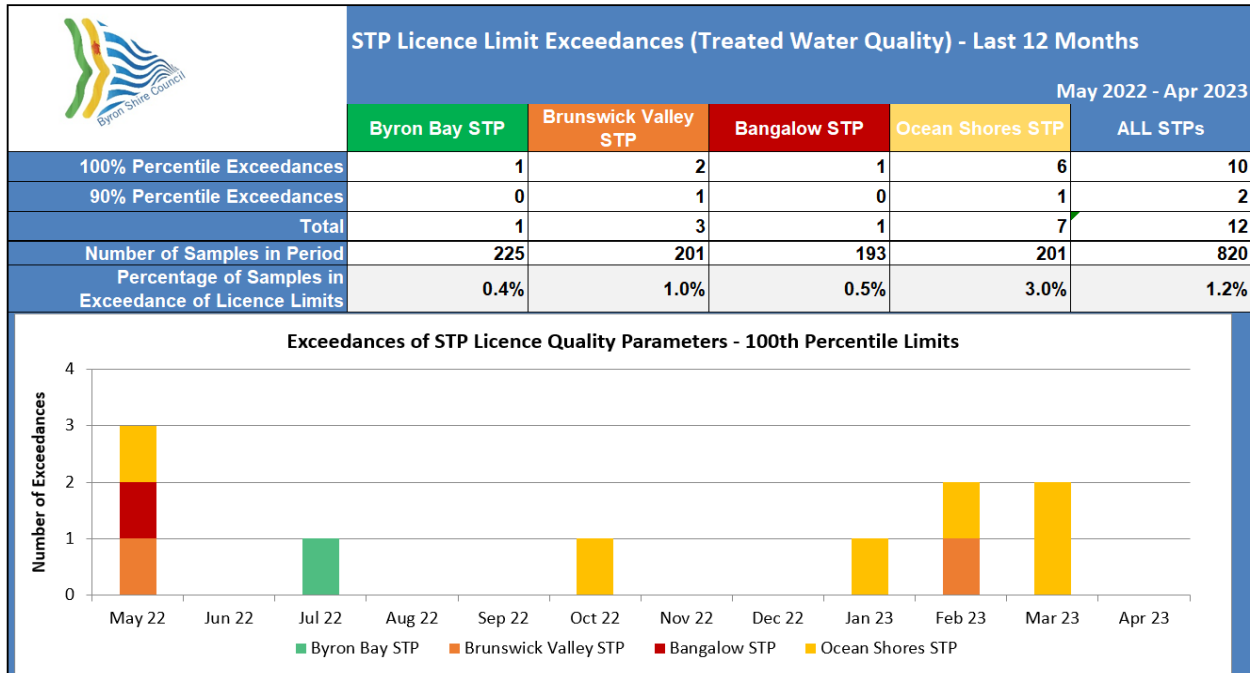 Byron Shire Council
STP Licence Limit Exceedances (Treated Water Quality) - Last 12 Months
May 2022 - Apr 2023
Byron Bay STP Brunswick Valley STP Bangalow STP Ocean Shores STP ALL STPs
100% Percentile Exceedances 1 2 1 6 10
90% Percentile Exceedances 0 1 0 1 2
Total 1 3 1 7 12
Number of Samples in Period 225 201 193 201 820
Percentage of Samples in
Exceedance of Licence Limits 0.4% 1.0% 0.5% 3.0% 1.2%
Exceedances of STP Licence Quality Parameters - 100th Percentile Limits
Number of Exceedances
4
3
2
1
0
May 22 Jun 22 Jul 22 Aug 22 Sep 22 Oct 22 Nov 22 Dec 22 Jan 23 Feb 23 Mar 23 Apr 23
Byron Bay STP Brunswick Valley STP Bangalow STP Ocean Shores STP